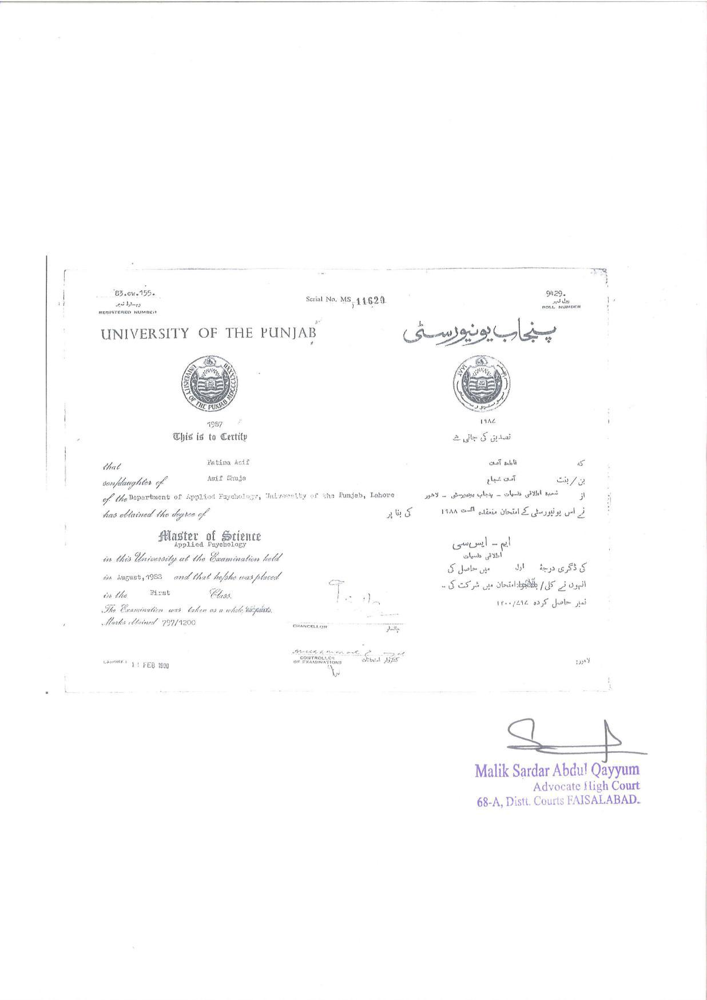 83.cw.155.
رجسٹرڈ نمبر
REGISTERED NUMBER
Serial No. MS 11620.
9429.
رول نمبر
ROLL NUMBER
UNIVERSITY OF THE PUNJAB
پنجاب یونیورسٹی
UNIVERSITY OF THE PUNJAB MDCCCLXXXII
1987
۱۹۸۷
This is to Certify
تصدیق کی جاتی ہے
that Fatima Asif
کہ فاطمہ آصف
son/daughter of Asif Shuja
بن / بنت آصف شجاع
of the Department of Applied Psychology, University of the Punjab, Lahore
از شعبہ اطلاقی نفسیات - پنجاب یونیورسٹی - لاہور
has obtained the degree of
نے اس یونیورسٹی کے امتحان منعقدہ اگست ۱۹۸۸ کی بنا پر
Master of Science
Applied Psychology
ایم - ایس سی
اطلاقی نفسیات
in this University at the Examination held
in August, 1988 and that he/she was placed
in the First Class.
کی ڈگری درجۂ اول میں حاصل کی
The Examination was taken as a whole
انہوں نے کلی / امتحان میں شرکت کی -
Marks obtained 797/1200
نمبر حاصل کردہ ۷۹۷/۱۲۰۰
CHANCELLOR
چانسلر
CONTROLLER
OF EXAMINATIONS
کنٹرولر امتحانات
LAHORE: 11 FEB
لاہور:
Malik Sardar Abdul Qayyum
Advocate High Court
68-A, Distt. Courts FAISALABAD.